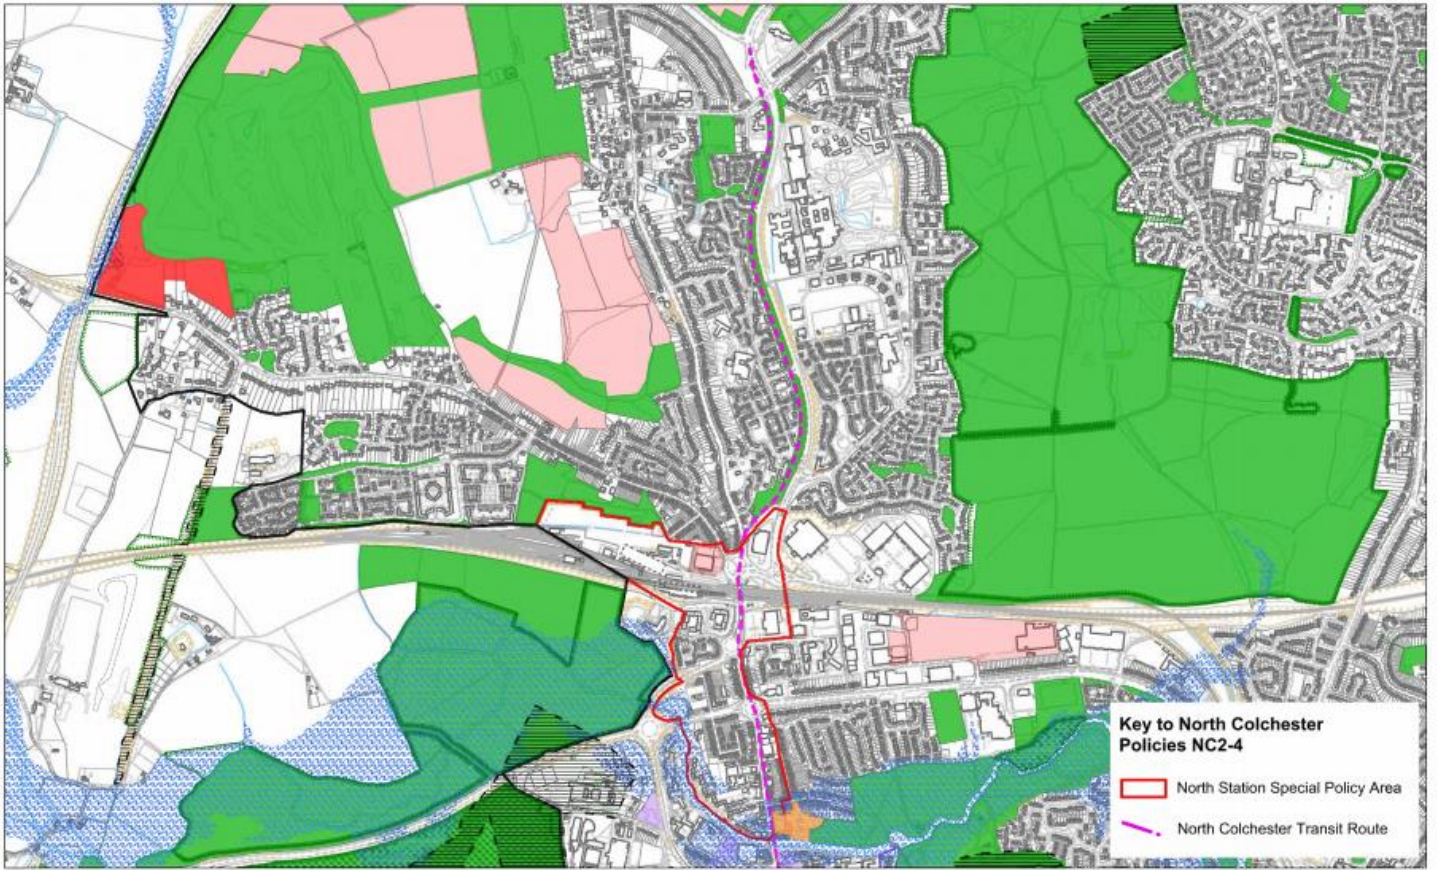 Key to North Colchester
Policies NC2-4
North Station Special Policy Area
North Colchester Transit Route